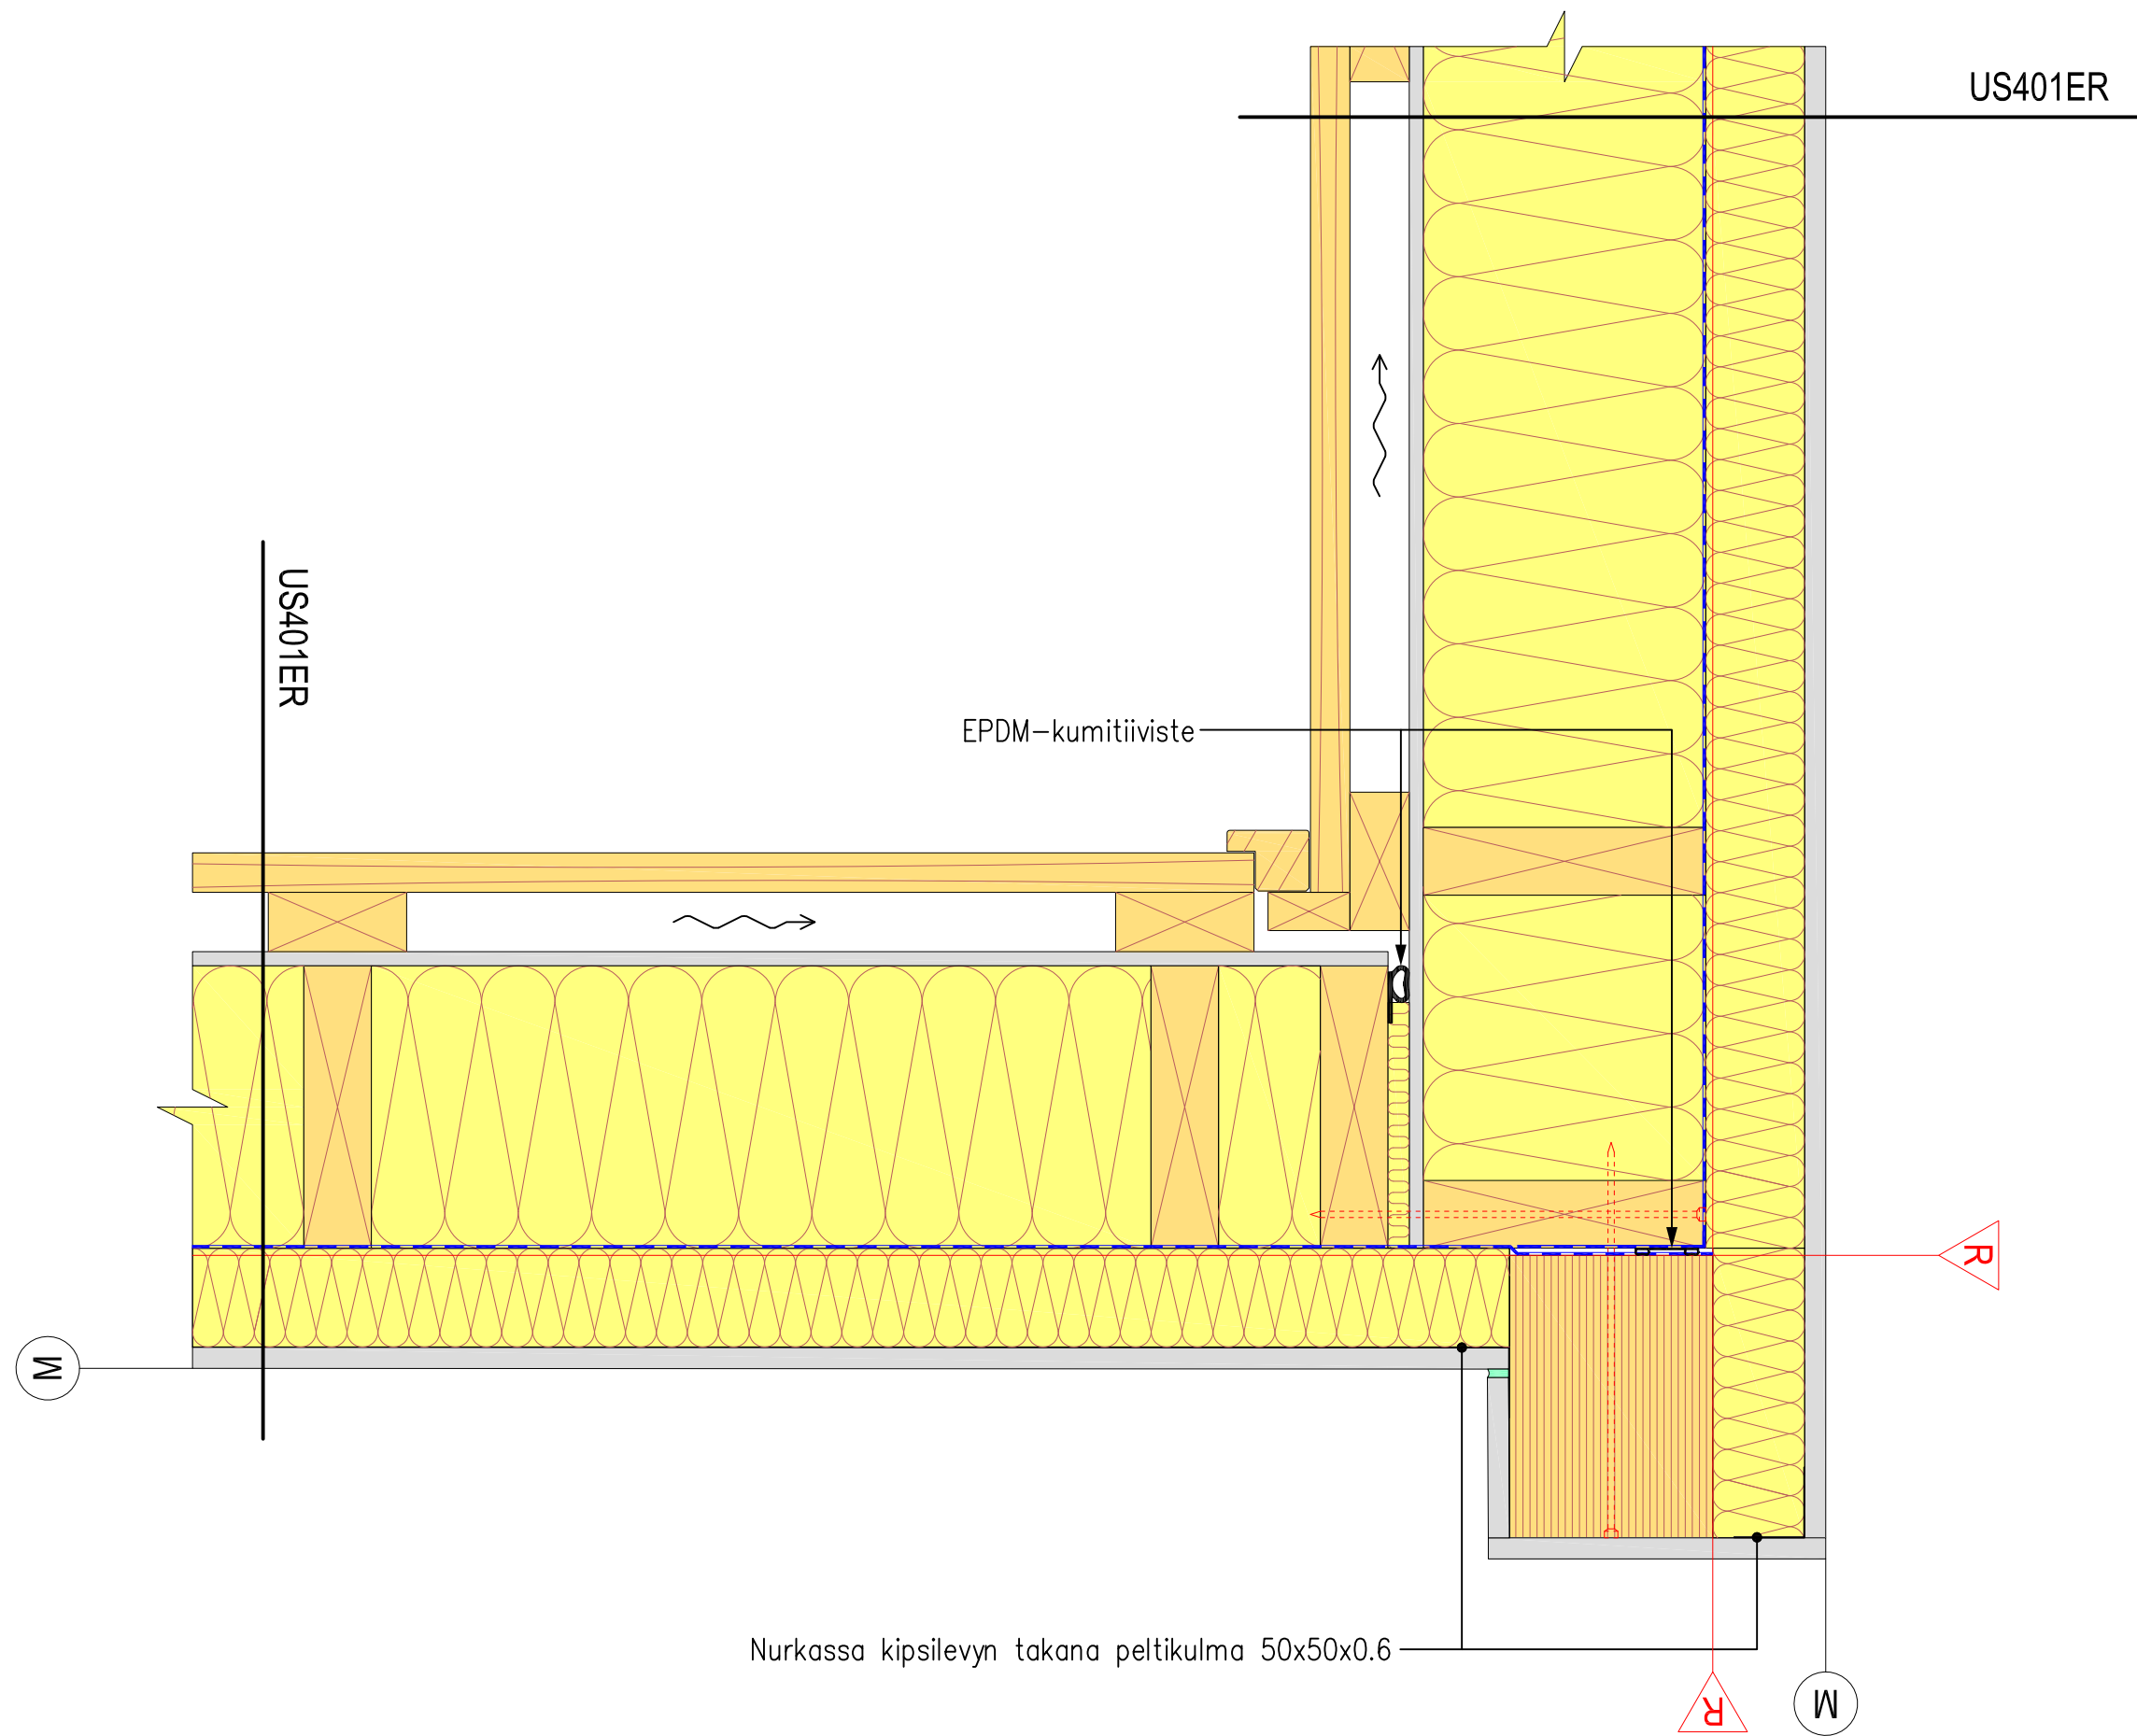 US401ER
US401ER
EPDM-kumitiiviste
R
M
Nurkassa kipsilevyn takana peltikulma 50x50x0.6
R
M